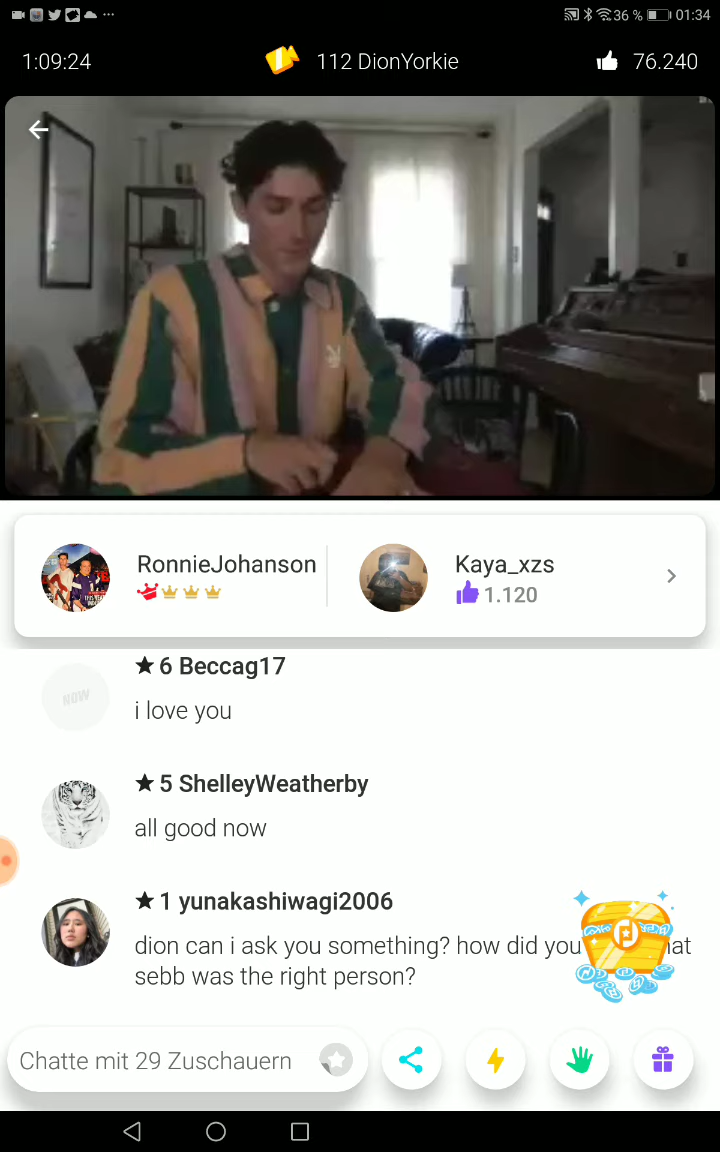 36 % 01:34
1:09:24 112 DionYorkie 76.240
RonnieJohanson
Kaya_xzs
1.120
NOW
★ 6 Beccag17
i love you
★ 5 ShelleyWeatherby
all good now
★ 1 yunakashiwagi2006
dion can i ask you something? how did you at
sebb was the right person?
Chatte mit 29 Zuschauern